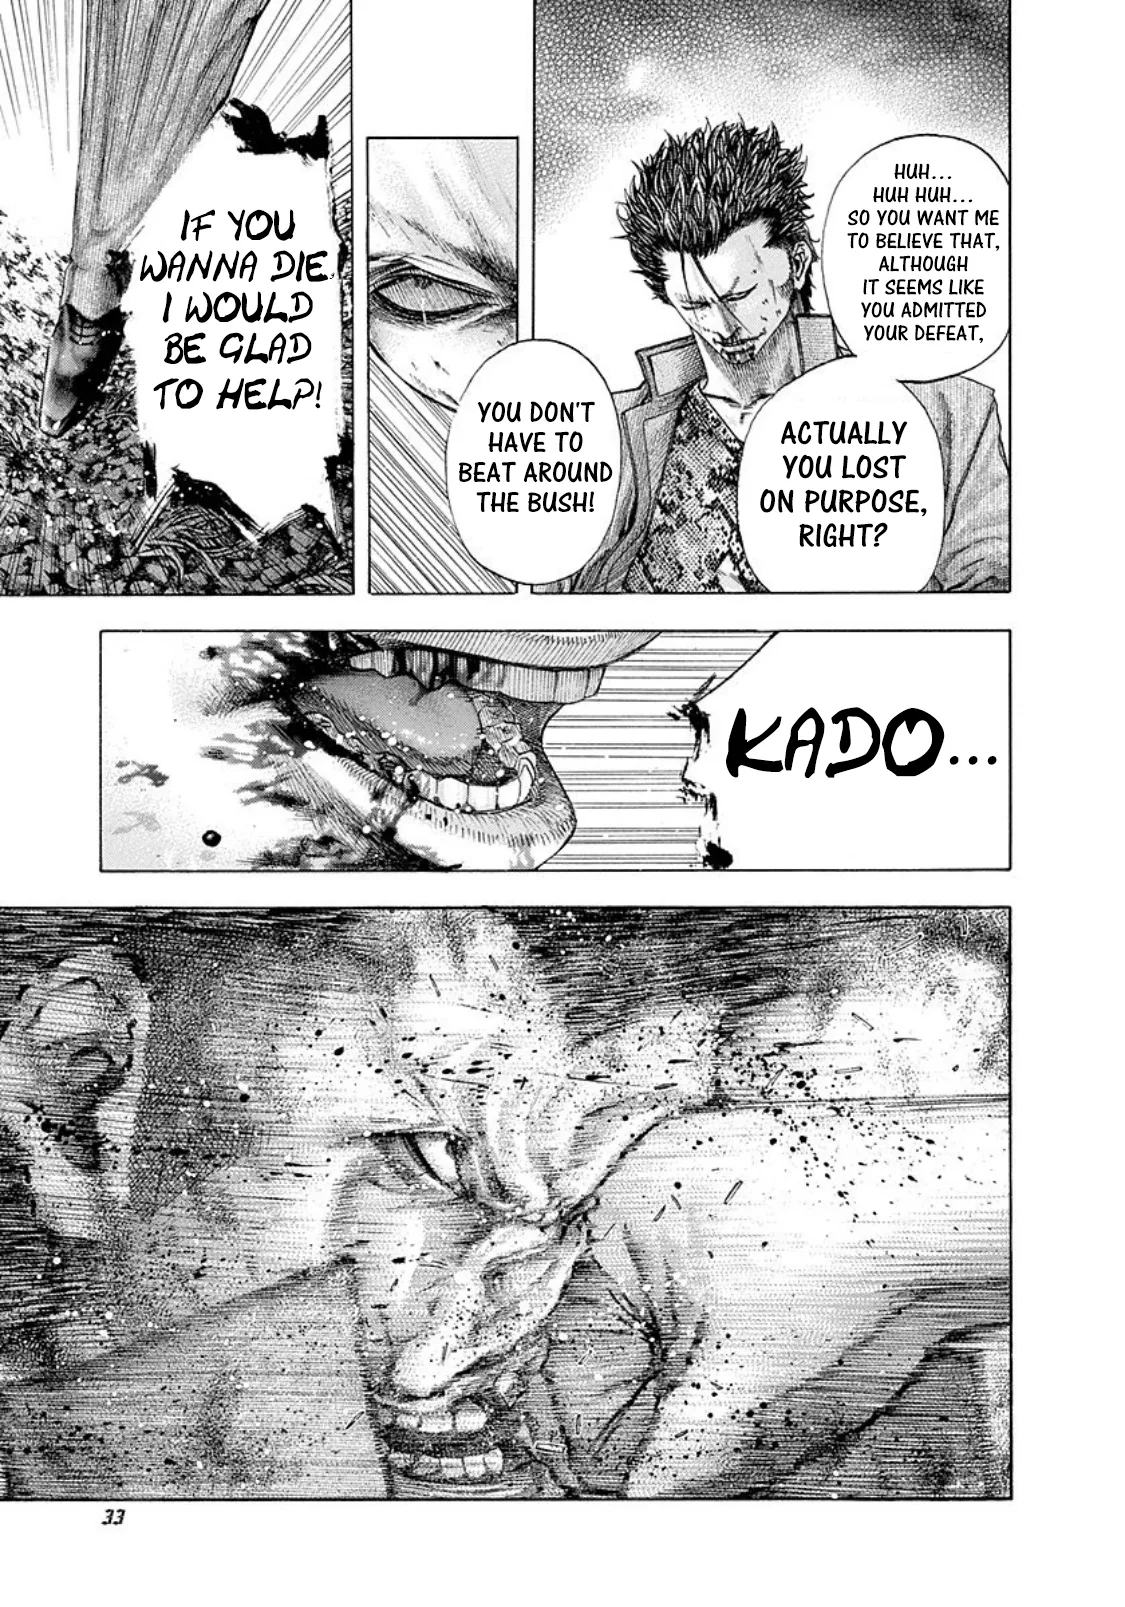 HUH...
HUH HUH...
SO YOU WANT ME
TO BELIEVE THAT,
ALTHOUGH
IT SEEMS LIKE
YOU ADMITTED
YOUR DEFEAT,
ACTUALLY
YOU LOST
ON PURPOSE,
RIGHT?
YOU DON'T
HAVE TO
BEAT AROUND
THE BUSH!
IF YOU
WANNA DIE.
I WOULD
BE GLAD
TO HELP!
KADO...
33